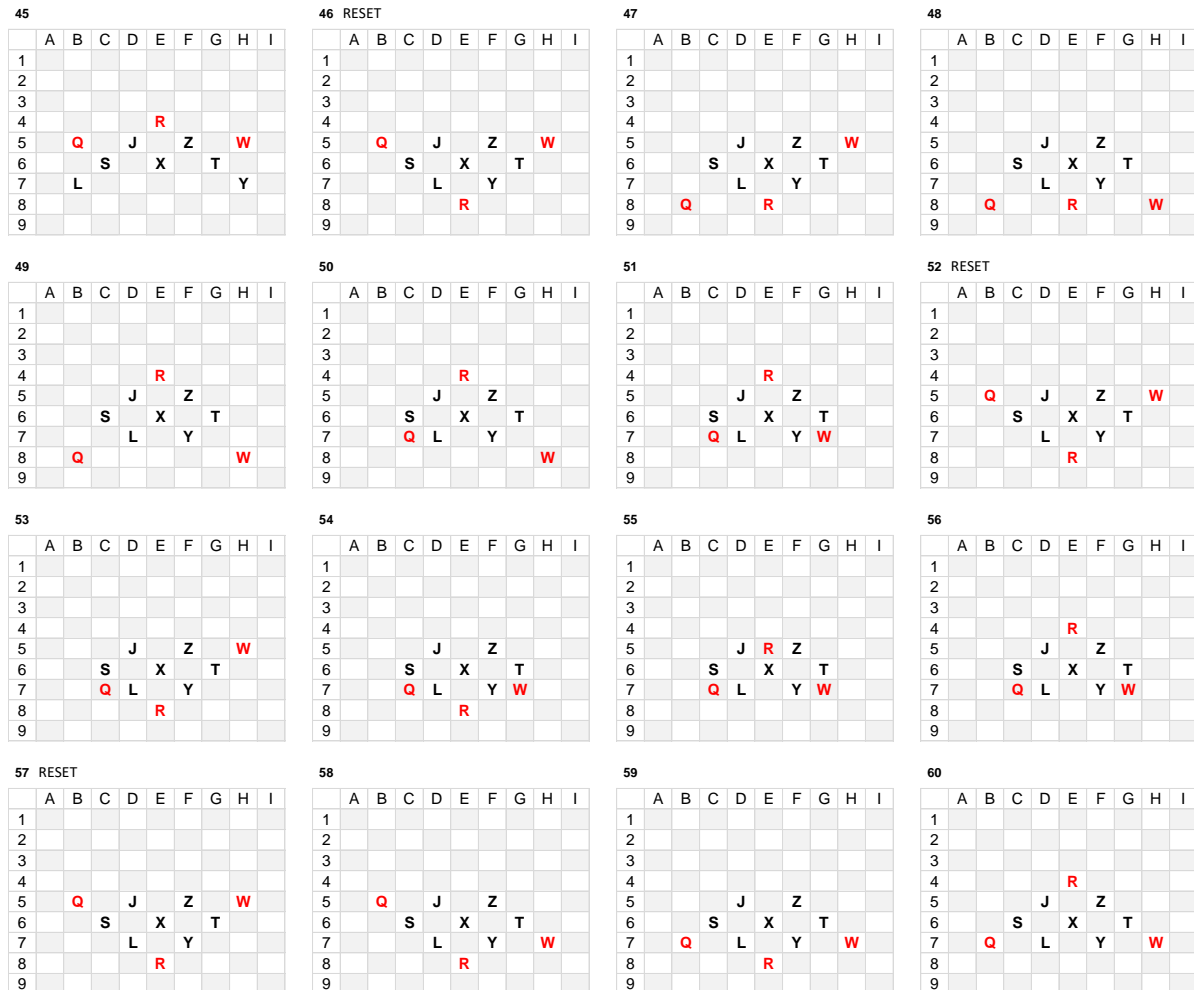 45 46 RESET 47 48
A B C D E F G H I A B C D E F G H I A B C D E F G H I A B C D E F G H I
1 1 1 1
2 2 2 2
3 3 3 3
4 R 4 4 4
5 Q J Z W 5 Q J Z W 5 J Z W 5 J Z
6 S X T 6 S X T 6 S X T 6 S X T
7 L Y 7 L Y 7 L Y 7 L Y
8 8 R 8 Q R 8 Q R W
9 9 9 9
49 50 51 52 RESET
A B C D E F G H I A B C D E F G H I A B C D E F G H I A B C D E F G H I
1 1 1 1
2 2 2 2
3 3 3 3
4 R 4 R 4 R 4
5 J Z 5 J Z 5 J Z 5 Q J Z W
6 S X T 6 S X T 6 S X T 6 S X T
7 L Y 7 Q L Y 7 Q L Y W 7 L Y
8 Q W 8 W 8 8 R
9 9 9 9
53 54 55 56
A B C D E F G H I A B C D E F G H I A B C D E F G H I A B C D E F G H I
1 1 1 1
2 2 2 2
3 3 3 3
4 4 4 4 R
5 J Z W 5 J Z 5 J R Z 5 J Z
6 S X T 6 S X T 6 S X T 6 S X T
7 Q L Y 7 Q L Y W 7 Q L Y W 7 Q L Y W
8 R 8 R 8 8
9 9 9 9
57 RESET 58 59 60
A B C D E F G H I A B C D E F G H I A B C D E F G H I A B C D E F G H I
1 1 1 1
2 2 2 2
3 3 3 3
4 4 4 4 R
5 Q J Z W 5 Q J Z 5 J Z 5 J Z
6 S X T 6 S X T 6 S X T 6 S X T
7 L Y 7 L Y W 7 Q L Y W 7 Q L Y W
8 R 8 R 8 R 8
9 9 9 9